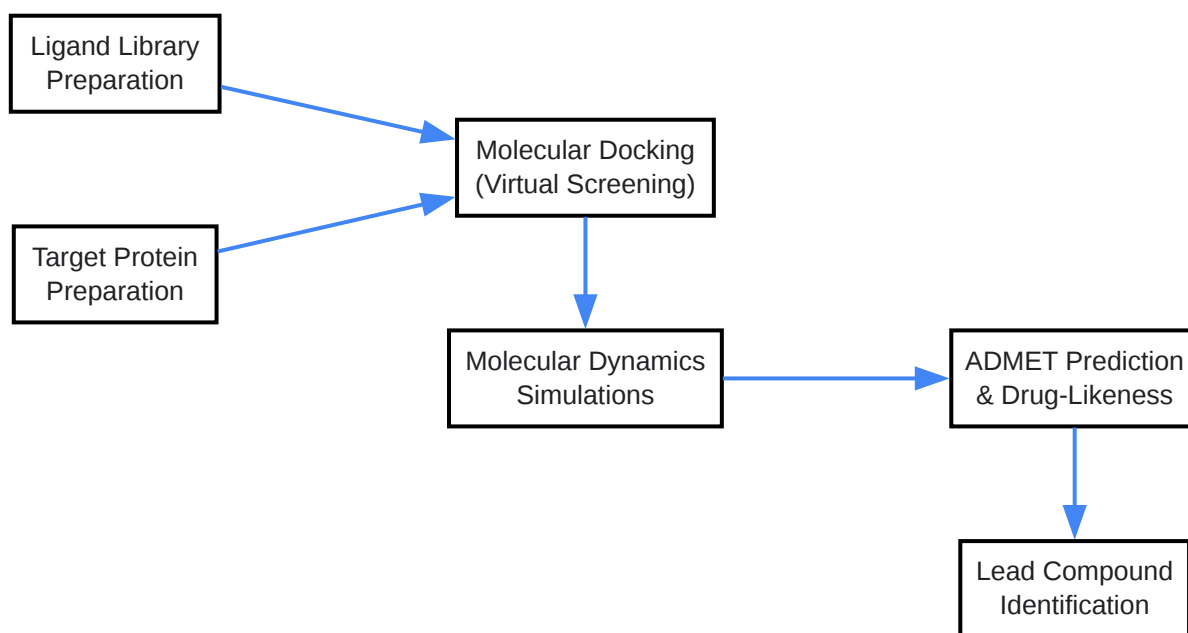 Ligand Library
Preparation
Target Protein
Preparation
Molecular Docking
(Virtual Screening)
Molecular Dynamics
Simulations
ADMET Prediction
& Drug-Likeness
Lead Compound
Identification